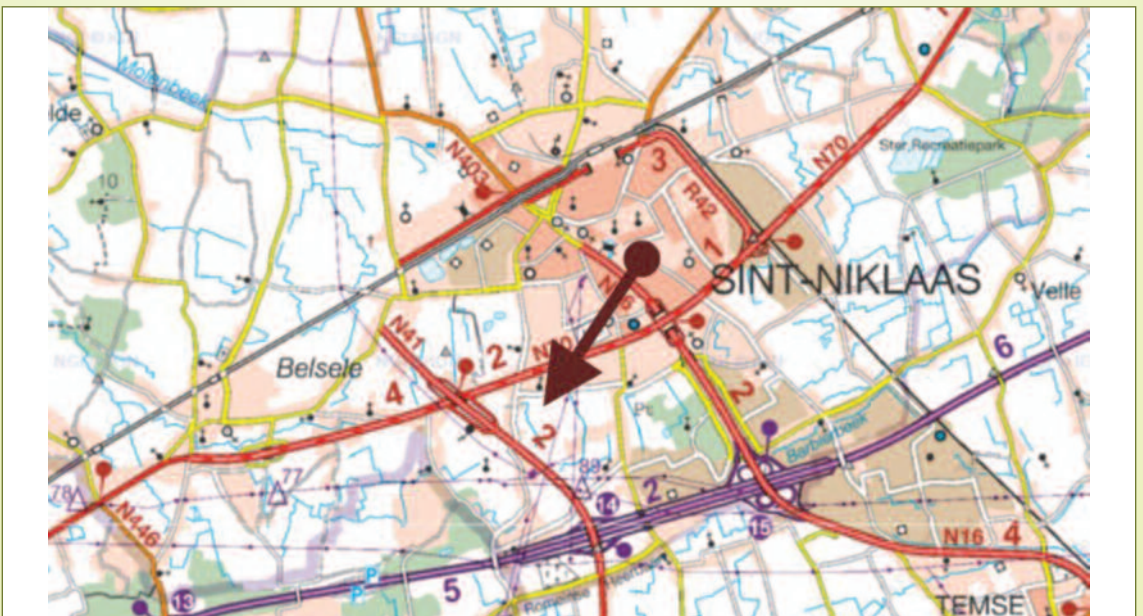 Molenbeek
lde
10
N403
3
R42
N70
Ster.Recreatiepark
1
SINT-NIKLAAS
Velle
N41
2
N70
Belsele
4
2
2
6
Pc
Barbierbeek
77
78
89
14
2
15
N446
N16 4
P
P
5
13
TEMSE